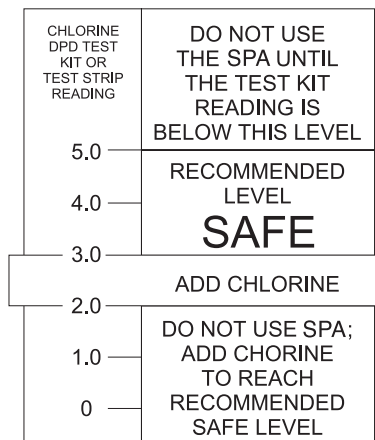 CHLORINE
DPD TEST
KIT OR
TEST STRIP
READING
DO NOT USE
THE SPA UNTIL
THE TEST KIT
READING IS
BELOW THIS LEVEL
5.0
RECOMMENDED
LEVEL
4.0
SAFE
3.0
ADD CHLORINE
2.0
DO NOT USE SPA;
ADD CHORINE
1.0
TO REACH
RECOMMENDED
0
SAFE LEVEL